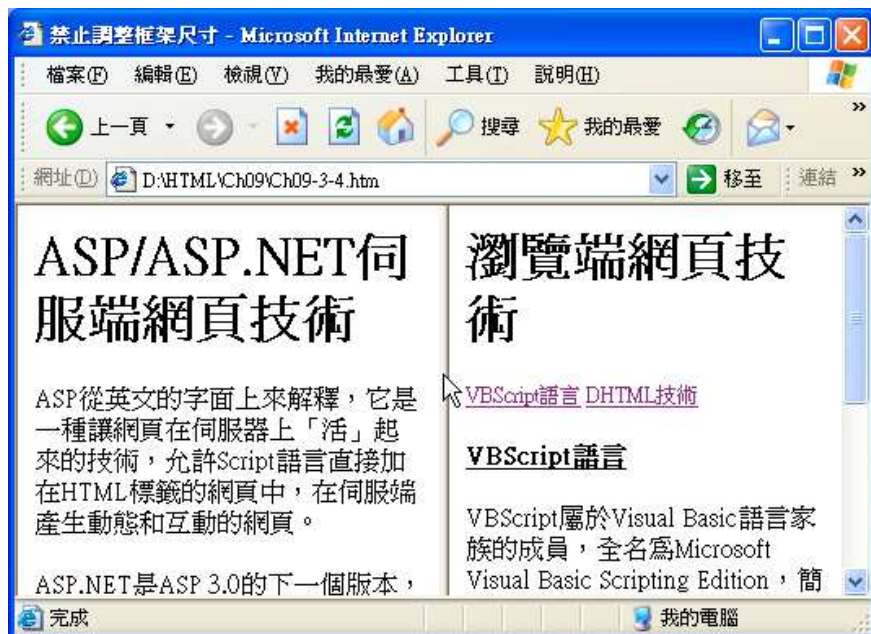 禁止調整框架尺寸 - Microsoft Internet Explorer
檔案(F) 編輯(E) 檢視(V) 我的最愛(A) 工具(T) 說明(H)
上一頁 搜尋 我的最愛 »
網址(D) D:\HTML\Ch09\Ch09-3-4.htm 移至 連結 »
ASP/ASP.NET伺
服端網頁技術
ASP從英文的字面上來解釋，它是
一種讓網頁在伺服器上「活」起
來的技術，允許Script語言直接加
在HTML標籤的網頁中，在伺服端
產生動態和互動的網頁。
ASP.NET是ASP 3.0的下一個版本，
瀏覽端網頁技
術
VBScript語言 DHTML技術
VBScript語言
VBScript屬於Visual Basic語言家
族的成員，全名為Microsoft
Visual Basic Scripting Edition，簡
完成 我的電腦